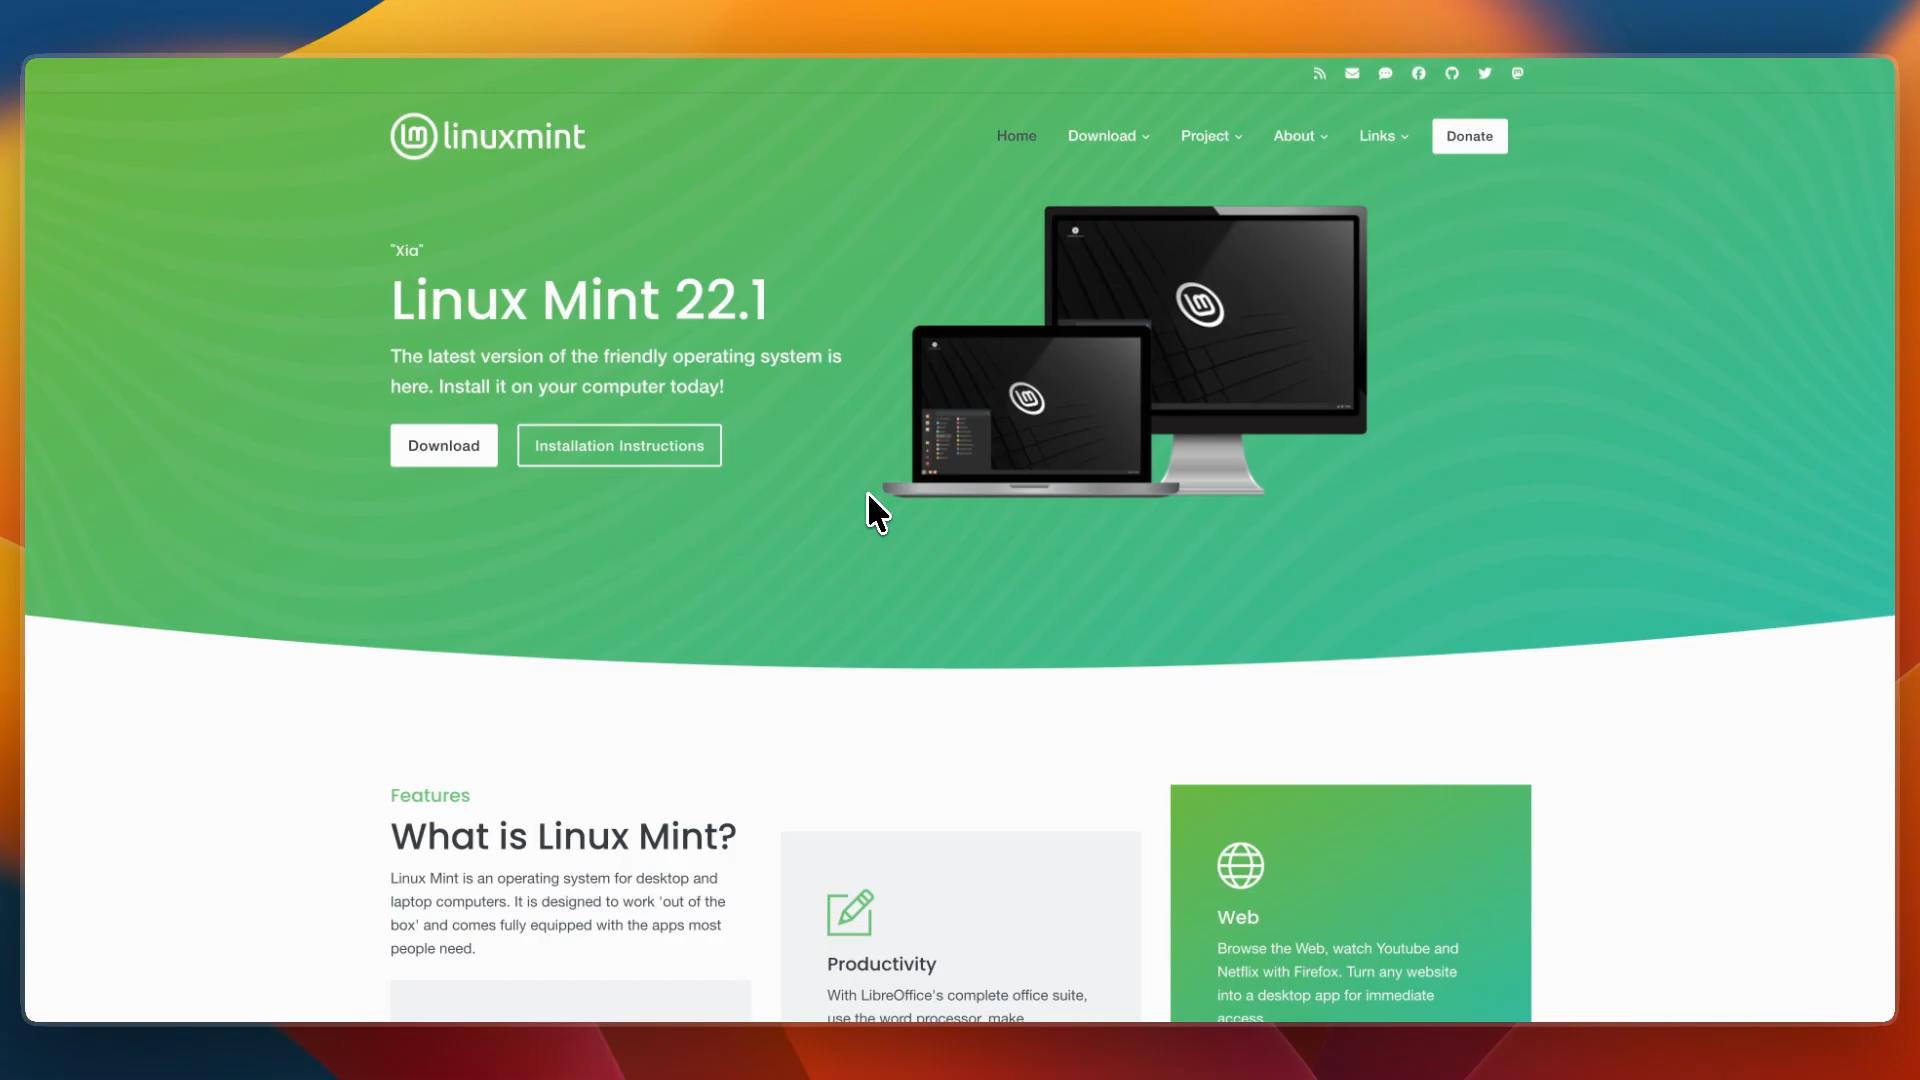 linuxmint
Home
Download
Project
About
Links
Donate
"Xia"
Linux Mint 22.1
The latest version of the friendly operating system is
here. Install it on your computer today!
Download
Installation Instructions
Features
What is Linux Mint?
Linux Mint is an operating system for desktop and
laptop computers. It is designed to work 'out of the
box' and comes fully equipped with the apps most
people need.
Productivity
With LibreOffice's complete office suite,
use the word processor, make
Web
Browse the Web, watch Youtube and
Netflix with Firefox. Turn any website
into a desktop app for immediate
access.